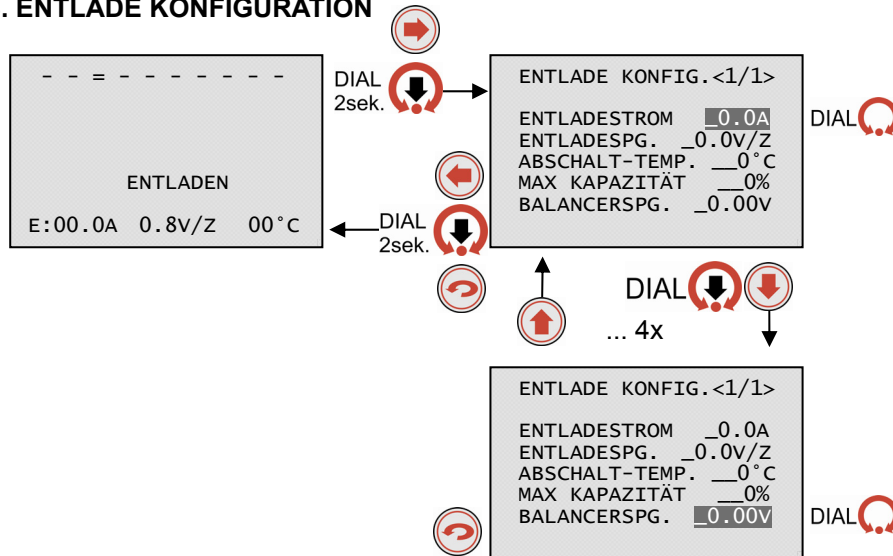 . ENTLADE KONFIGURATION
- - = - - - - - - -
ENTLADEN
E:00.0A 0.8V/Z 00°C
DIAL
2sek.
DIAL
2sek.
ENTLADE KONFIG.<1/1>
ENTLADESTROM _0.0A
ENTLADESPG. _0.0V/Z
ABSCHALT-TEMP. __0°C
MAX KAPAZITÄT __0%
BALANCERSPG. _0.00V
DIAL
DIAL
... 4x
ENTLADE KONFIG.<1/1>
ENTLADESTROM _0.0A
ENTLADESPG. _0.0V/Z
ABSCHALT-TEMP. __0°C
MAX KAPAZITÄT __0%
BALANCERSPG. _0.00V
DIAL